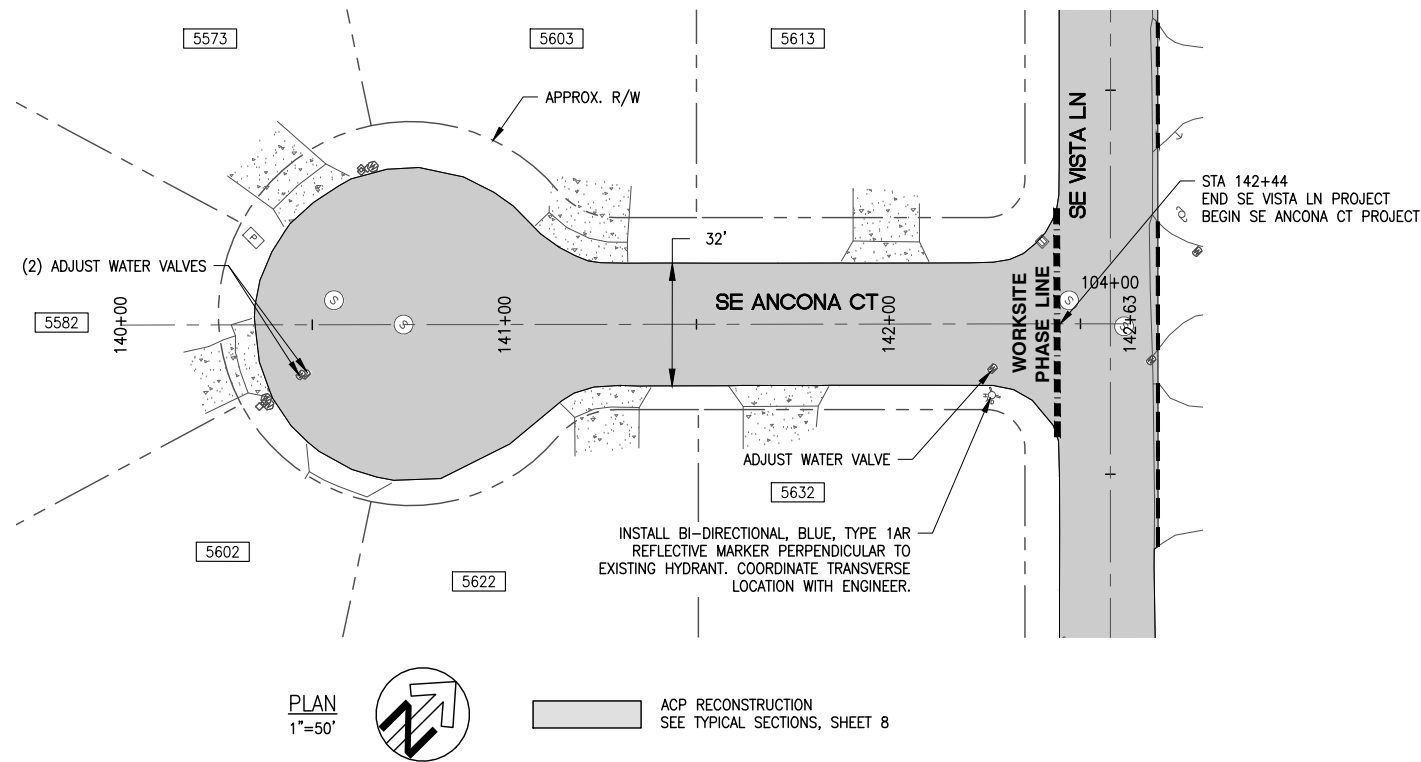 5573
5603
5613
APPROX. R/W
SE VISTA LN
STA 142+44
END SE VISTA LN PROJECT
BEGIN SE ANCONA CT PROJECT
P
32'
(2) ADJUST WATER VALVES
S
SE ANCONA CT
WORKSITE
PHASE LINE
104+00
S
5582
140+00
S
141+00
142+00
142+63
S
ADJUST WATER VALVE
5632
INSTALL BI-DIRECTIONAL, BLUE, TYPE 1AR
REFLECTIVE MARKER PERPENDICULAR TO
EXISTING HYDRANT. COORDINATE TRANSVERSE
LOCATION WITH ENGINEER.
5602
5622
PLAN
1"=50'
N
ACP RECONSTRUCTION
SEE TYPICAL SECTIONS, SHEET 8